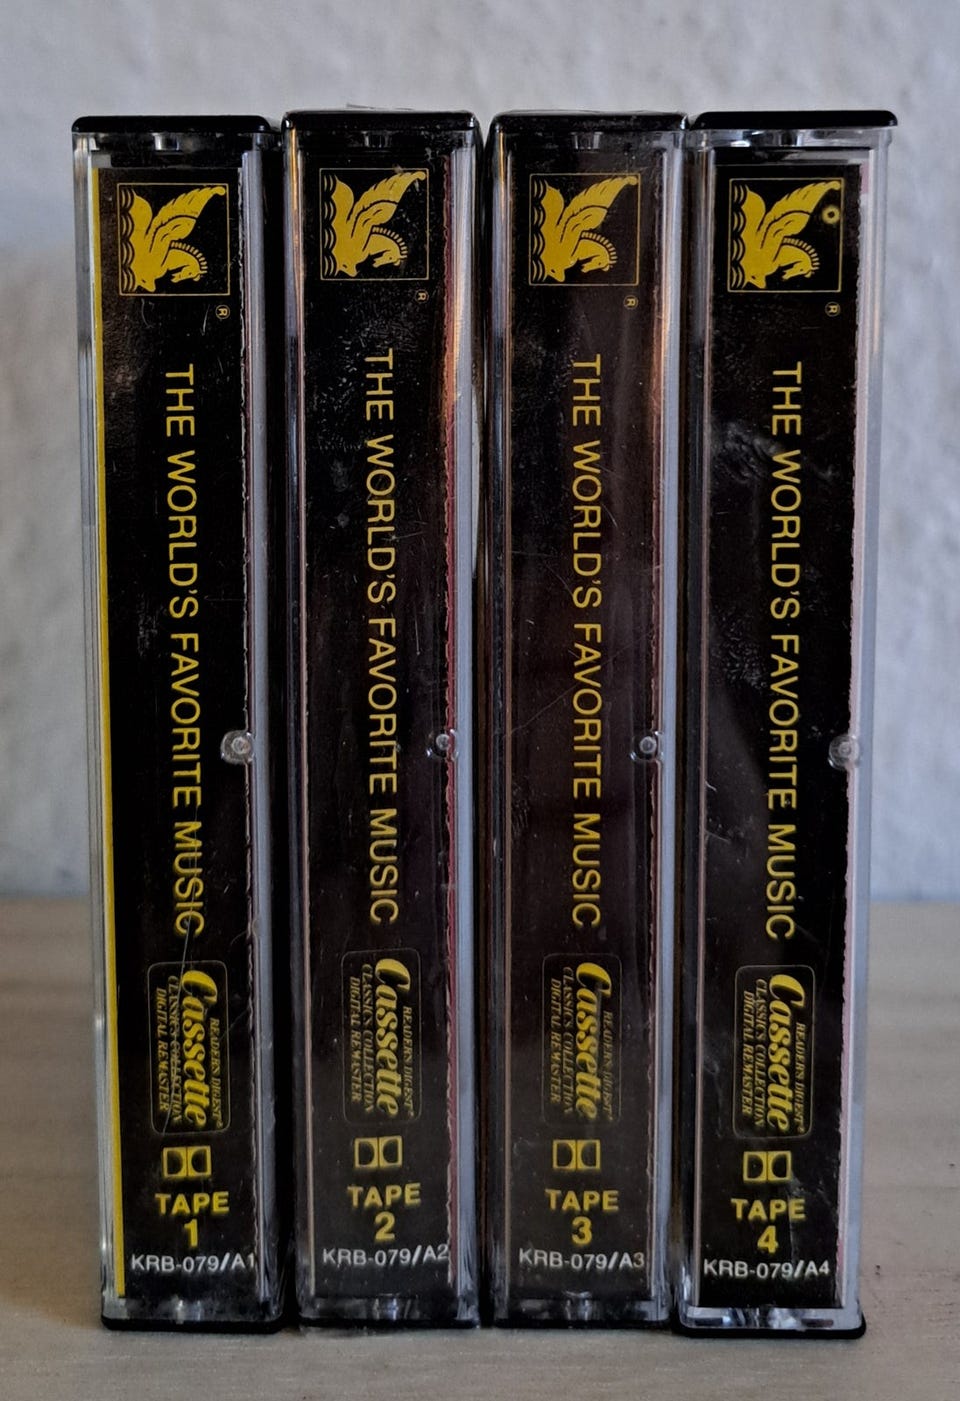 ®
THE WORLD'S FAVORITE MUSIC
READERS DIGEST®
Cassette
CLASSICS COLLECTION
DIGITAL REMASTER
TAPE
1
KRB-079/A1
®
THE WORLD'S FAVORITE MUSIC
READERS DIGEST®
Cassette
CLASSICS COLLECTION
DIGITAL REMASTER
TAPE
2
KRB-079/A2
®
THE WORLD'S FAVORITE MUSIC
READERS DIGEST®
Cassette
CLASSICS COLLECTION
DIGITAL REMASTER
TAPE
3
KRB-079/A3
®
THE WORLD'S FAVORITE MUSIC
READERS DIGEST®
Cassette
CLASSICS COLLECTION
DIGITAL REMASTER
TAPE
4
KRB-079/A4